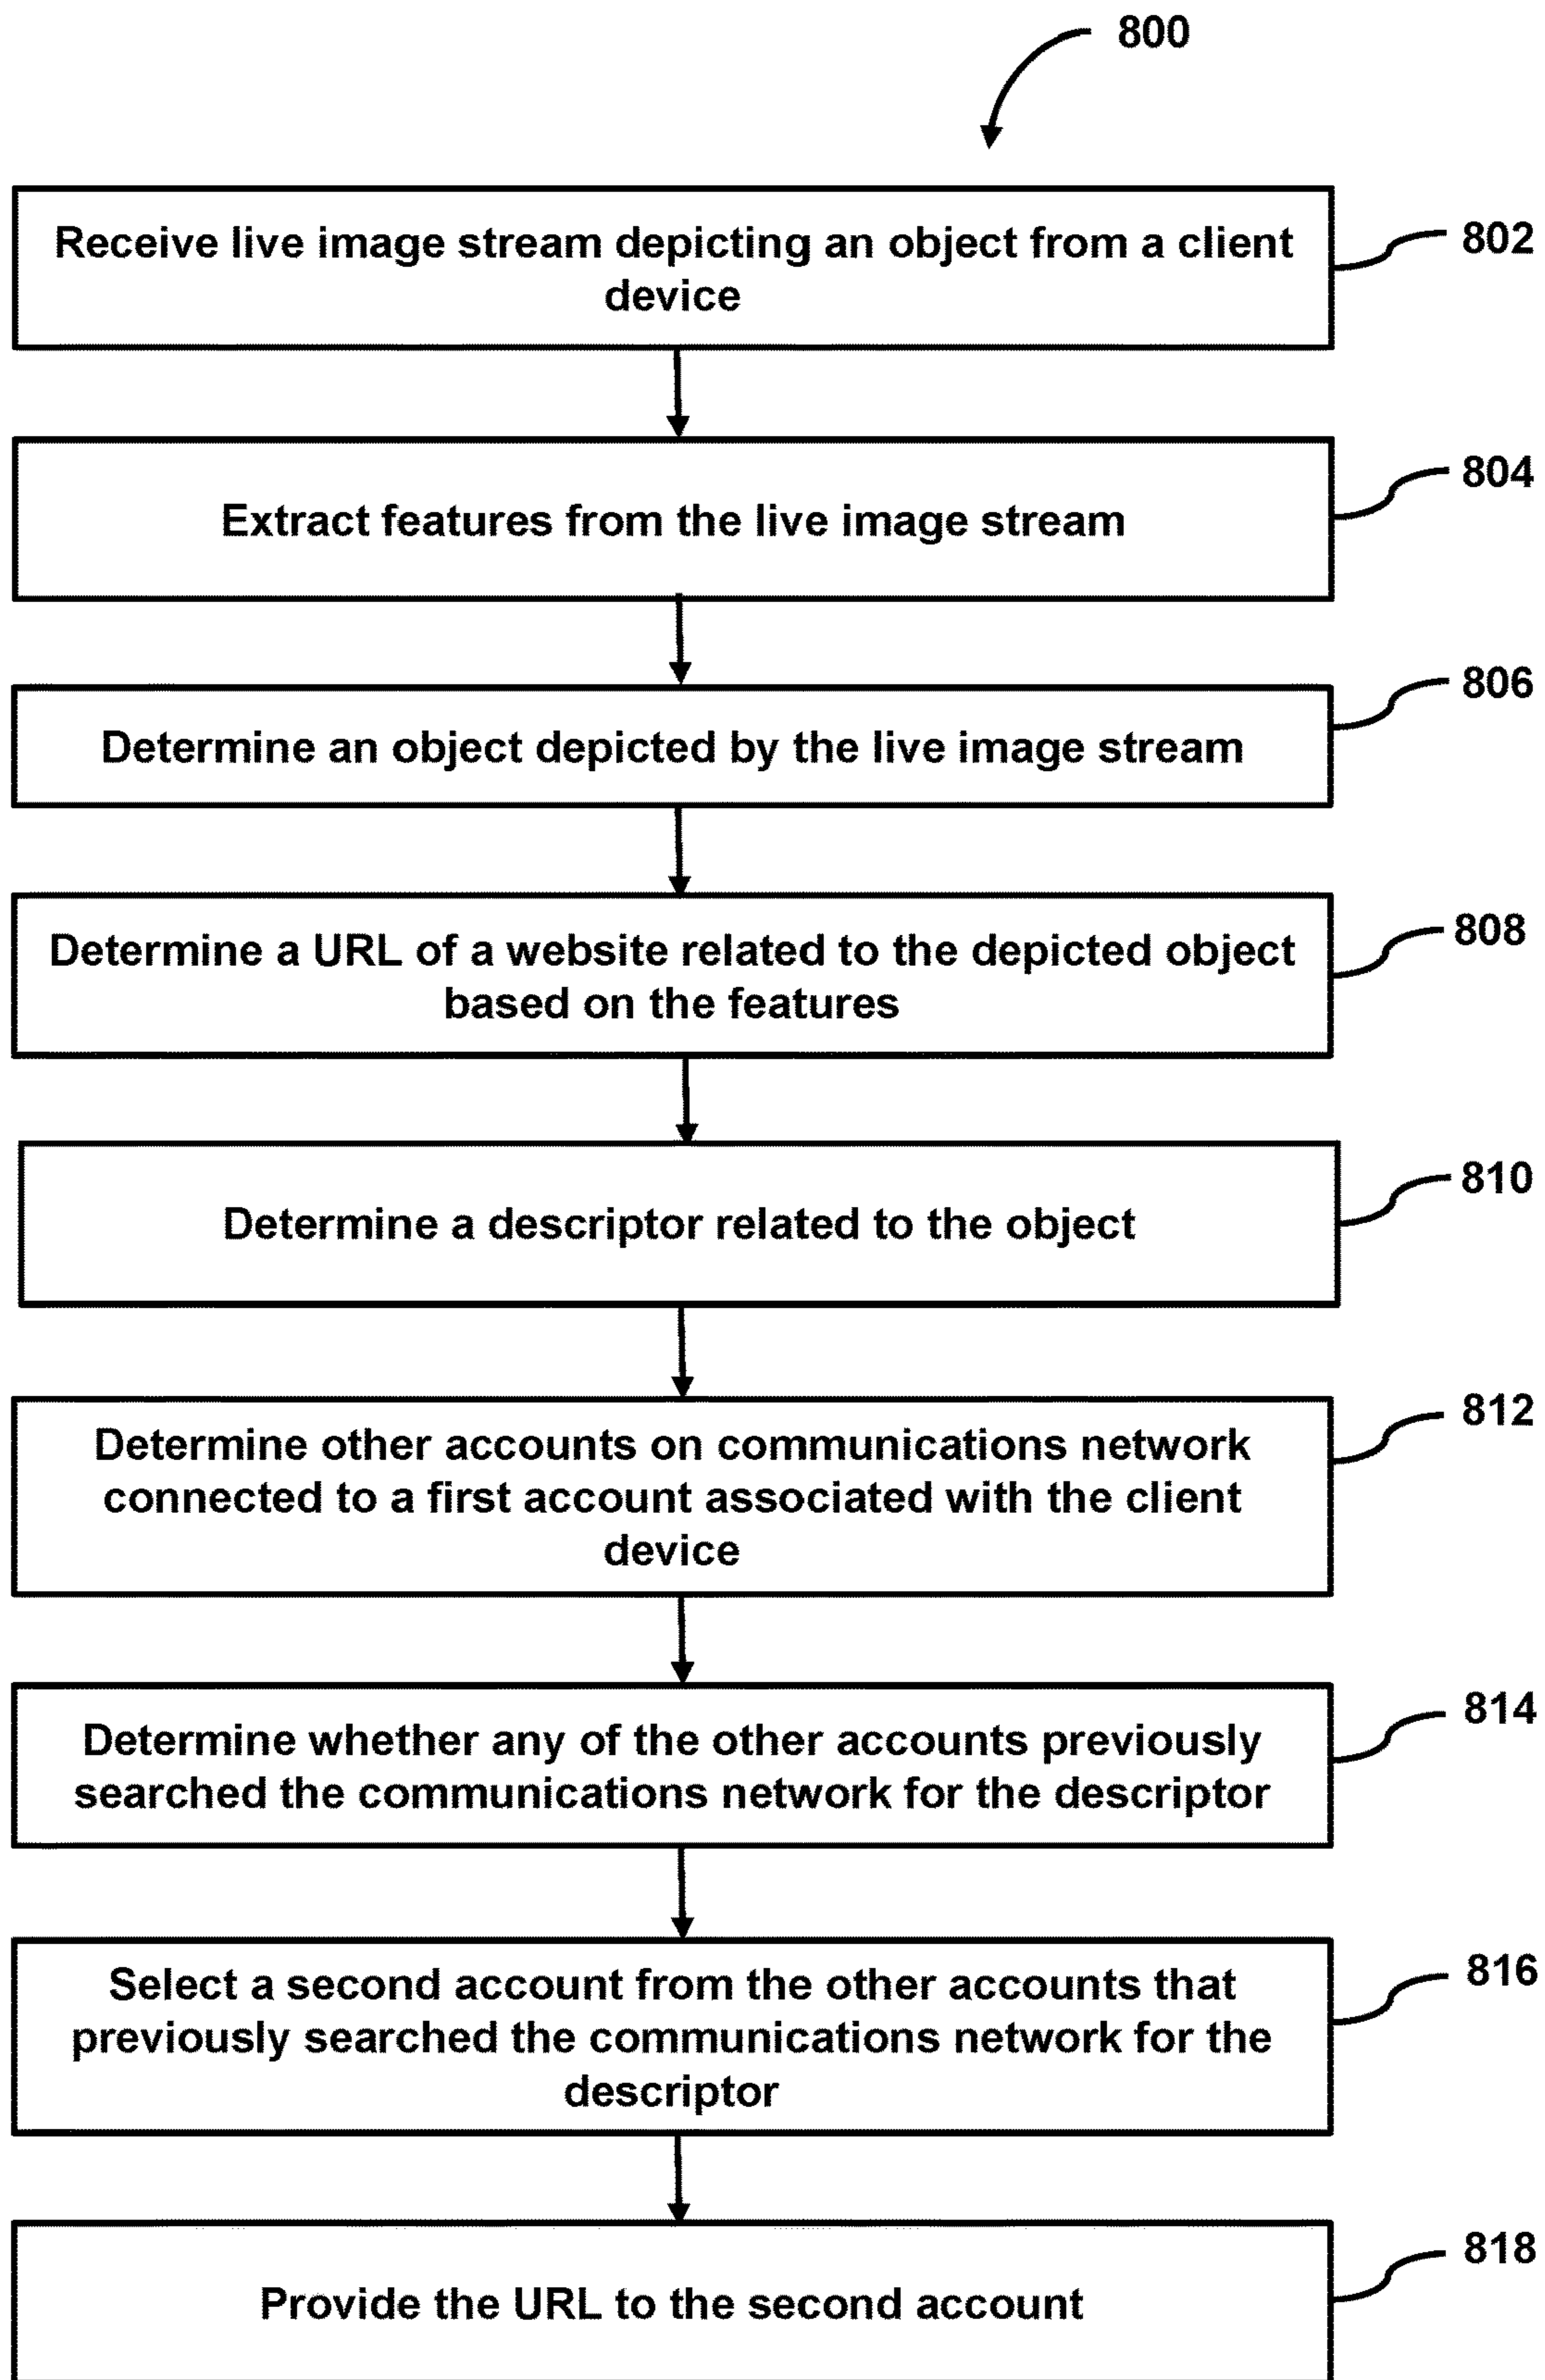 800
Receive live image stream depicting an object from a client
device
802
Extract features from the live image stream
804
Determine an object depicted by the live image stream
806
Determine a URL of a website related to the depicted object
based on the features
808
Determine a descriptor related to the object
810
Determine other accounts on communications network
connected to a first account associated with the client
device
812
Determine whether any of the other accounts previously
searched the communications network for the descriptor
814
Select a second account from the other accounts that
previously searched the communications network for the
descriptor
816
Provide the URL to the second account
818